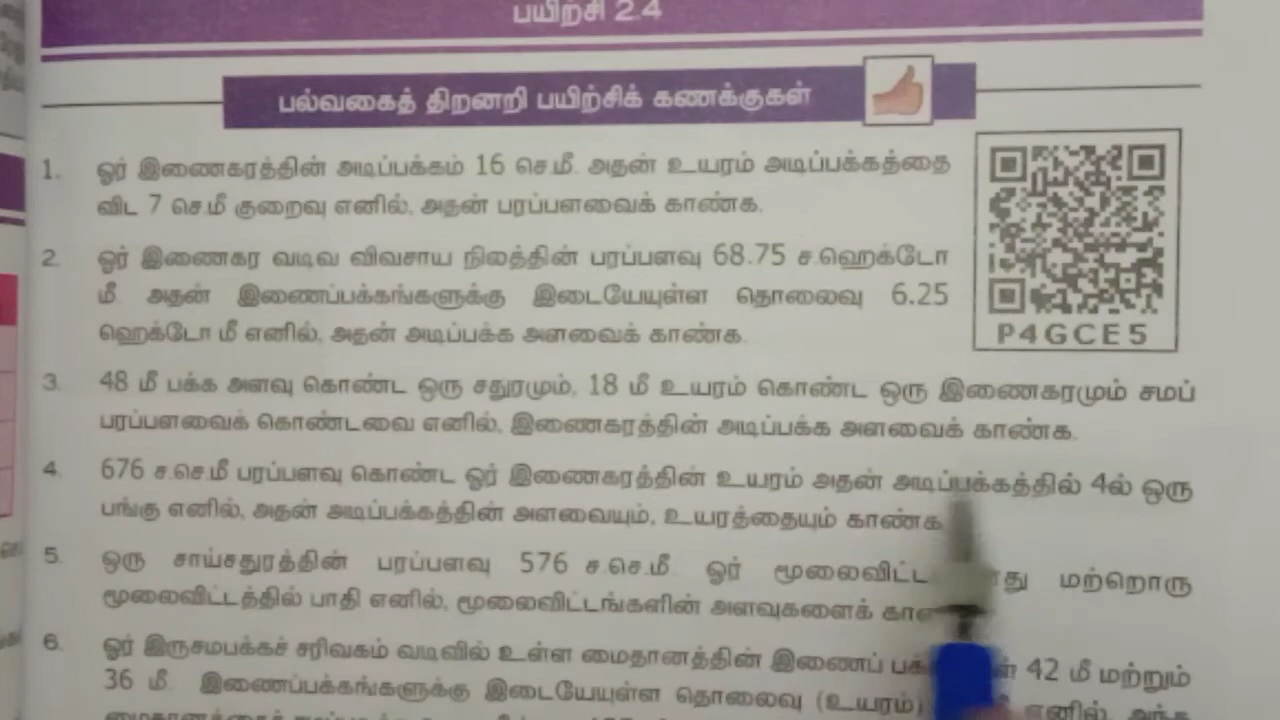 பயிற்சி 2.4
பல்வகைத் திறனறி பயிற்சிக் கணக்குகள்
1. ஓர் இணைகரத்தின் அடிப்பக்கம் 16 செ.மீ. அதன் உயரம் அடிப்பக்கத்தை
விட 7 செ.மீ குறைவு எனில், அதன் பரப்பளவைக் காண்க.
2. ஓர் இணைகர வடிவ விவசாய நிலத்தின் பரப்பளவு 68.75 ச.ஹெக்டோ
மீ. அதன் இணைப்பக்கங்களுக்கு இடையேயுள்ள தொலைவு 6.25
ஹெக்டோ மீ எனில், அதன் அடிப்பக்க அளவைக் காண்க.
P4GCE5
3. 48 மீ பக்க அளவு கொண்ட ஒரு சதுரமும், 18 மீ உயரம் கொண்ட ஒரு இணைகரமும் சமப்
பரப்பளவைக் கொண்டவை எனில், இணைகரத்தின் அடிப்பக்க அளவைக் காண்க.
4. 676 ச.செ.மீ பரப்பளவு கொண்ட ஓர் இணைகரத்தின் உயரம் அதன் அடிப்பக்கத்தில் 4ல் ஒரு
பங்கு எனில், அதன் அடிப்பக்கத்தின் அளவையும், உயரத்தையும் காண்க
5. ஒரு சாய்சதுரத்தின் பரப்பளவு 576 ச.செ.மீ. ஓர் மற்றொரு
மூலைவிட்டத்தில் பாதி எனில், மூலைவிட்டங்களின் அளவுகளைக்
6. ஓர் இருசமபக்கச் சரிவகம் வடிவில் உள்ள மைதானத்தின் இணைப் 42 மீ மற்றும்
36 மீ. இணைப்பக்கங்களுக்கு இடையேயுள்ள தொலைவு (உயரம்) எனில், அந்த